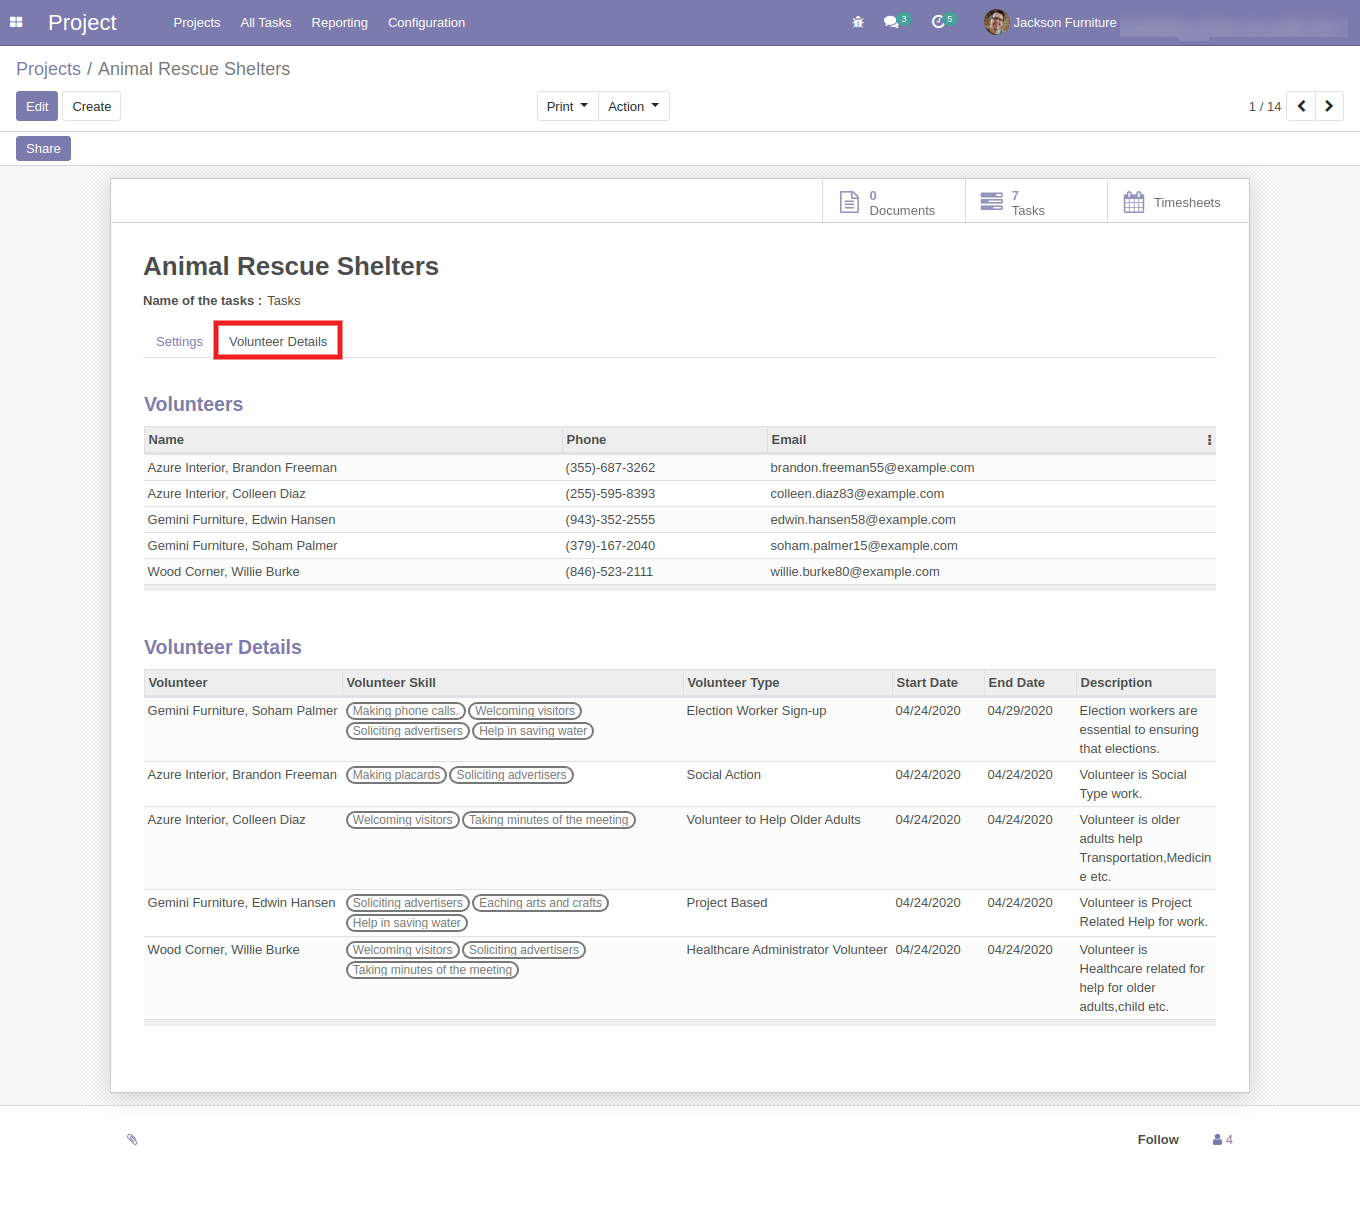 Project Projects All Tasks Reporting Configuration 3 5 Jackson Furniture
Projects / Animal Rescue Shelters
Edit Create Print Action 1 / 14
Share
0 Documents 7 Tasks Timesheets
Animal Rescue Shelters
Name of the tasks : Tasks
Settings Volunteer Details
Volunteers
Name Phone Email
Azure Interior, Brandon Freeman (355)-687-3262 brandon.freeman55@example.com
Azure Interior, Colleen Diaz (255)-595-8393 colleen.diaz83@example.com
Gemini Furniture, Edwin Hansen (943)-352-2555 edwin.hansen58@example.com
Gemini Furniture, Soham Palmer (379)-167-2040 soham.palmer15@example.com
Wood Corner, Willie Burke (846)-523-2111 willie.burke80@example.com
Volunteer Details
Volunteer Volunteer Skill Volunteer Type Start Date End Date Description
Gemini Furniture, Soham Palmer Making phone calls. Welcoming visitors Election Worker Sign-up 04/24/2020 04/29/2020 Election workers are
Soliciting advertisers Help in saving water essential to ensuring
that elections.
Azure Interior, Brandon Freeman Making placards Soliciting advertisers Social Action 04/24/2020 04/24/2020 Volunteer is Social
Type work.
Azure Interior, Colleen Diaz Welcoming visitors Taking minutes of the meeting Volunteer to Help Older Adults 04/24/2020 04/24/2020 Volunteer is older
adults help
Transportation,Medicin
e etc.
Gemini Furniture, Edwin Hansen Soliciting advertisers Eaching arts and crafts Project Based 04/24/2020 04/24/2020 Volunteer is Project
Help in saving water Related Help for work.
Wood Corner, Willie Burke Welcoming visitors Soliciting advertisers Healthcare Administrator Volunteer 04/24/2020 04/24/2020 Volunteer is
Taking minutes of the meeting Healthcare related for
help for older
adults,child etc.
Follow 4